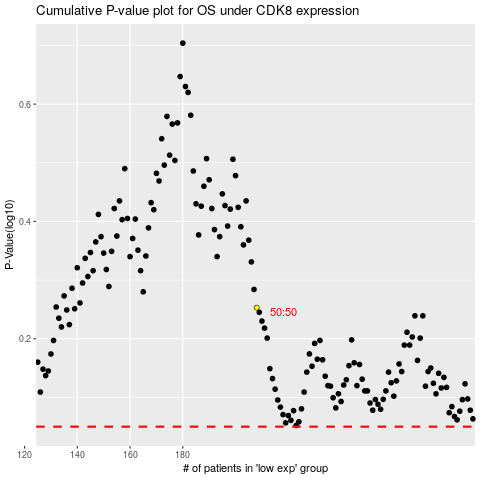 Cumulative P-value plot for OS under CDK8 expression
P-Value(log10)
0.6
0.4
0.2
50:50
120 140 160 180
# of patients in 'low exp' group